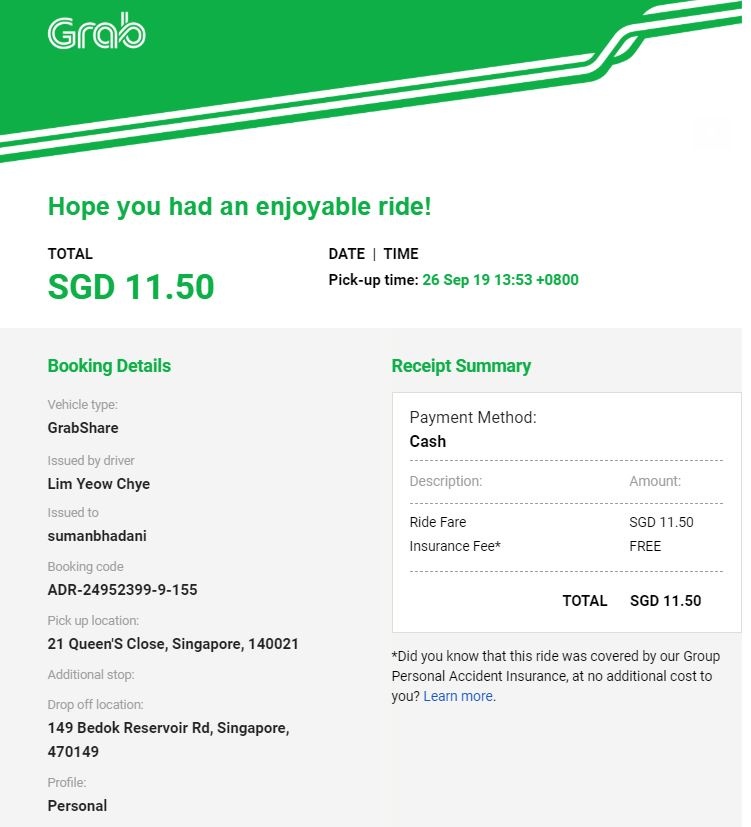 Grab
Hope you had an enjoyable ride!
TOTAL
SGD 11.50
DATE | TIME
Pick-up time: 26 Sep 19 13:53 +0800
Booking Details
Vehicle type:
GrabShare
Issued by driver
Lim Yeow Chye
Issued to
sumanbhadani
Booking code
ADR-24952399-9-155
Pick up location:
21 Queen'S Close, Singapore, 140021
Additional stop:
Drop off location:
149 Bedok Reservoir Rd, Singapore,
470149
Profile:
Personal
Receipt Summary
Payment Method:
Cash
Description: Amount:
Ride Fare SGD 11.50
Insurance Fee* FREE
TOTAL SGD 11.50
*Did you know that this ride was covered by our Group
Personal Accident Insurance, at no additional cost to
you? Learn more.